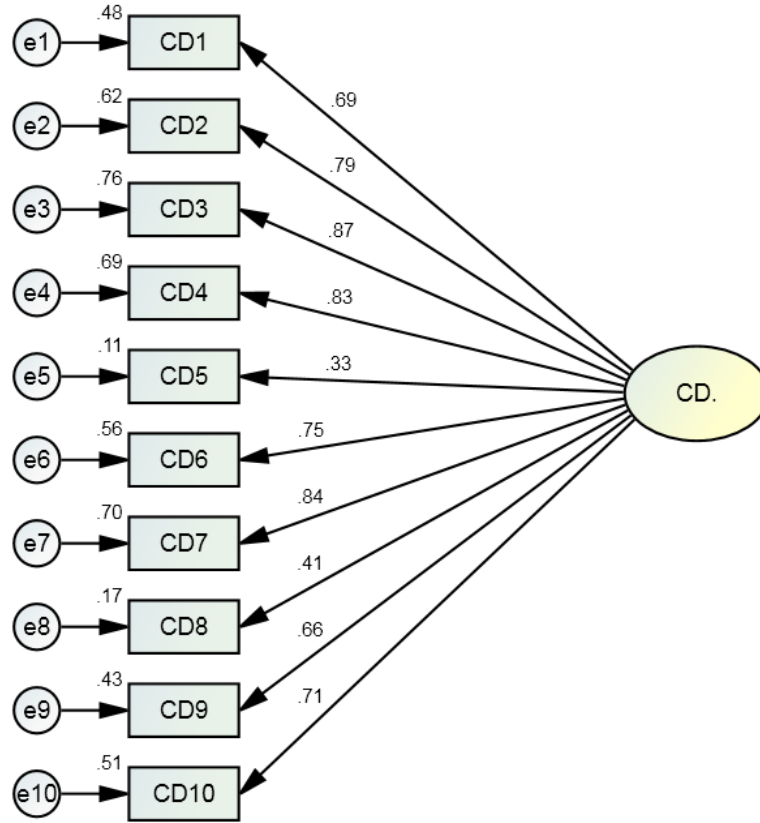 .48
e1 CD1
.69
.62
e2 CD2
.79
.76
e3 CD3
.87
.69
e4 CD4
.83
.11
e5 CD5
.33
CD.
.56
e6 CD6
.75
.70
e7 CD7
.84
.17
e8 CD8
.41
.43
e9 CD9
.66
.51
e10 CD10
.71